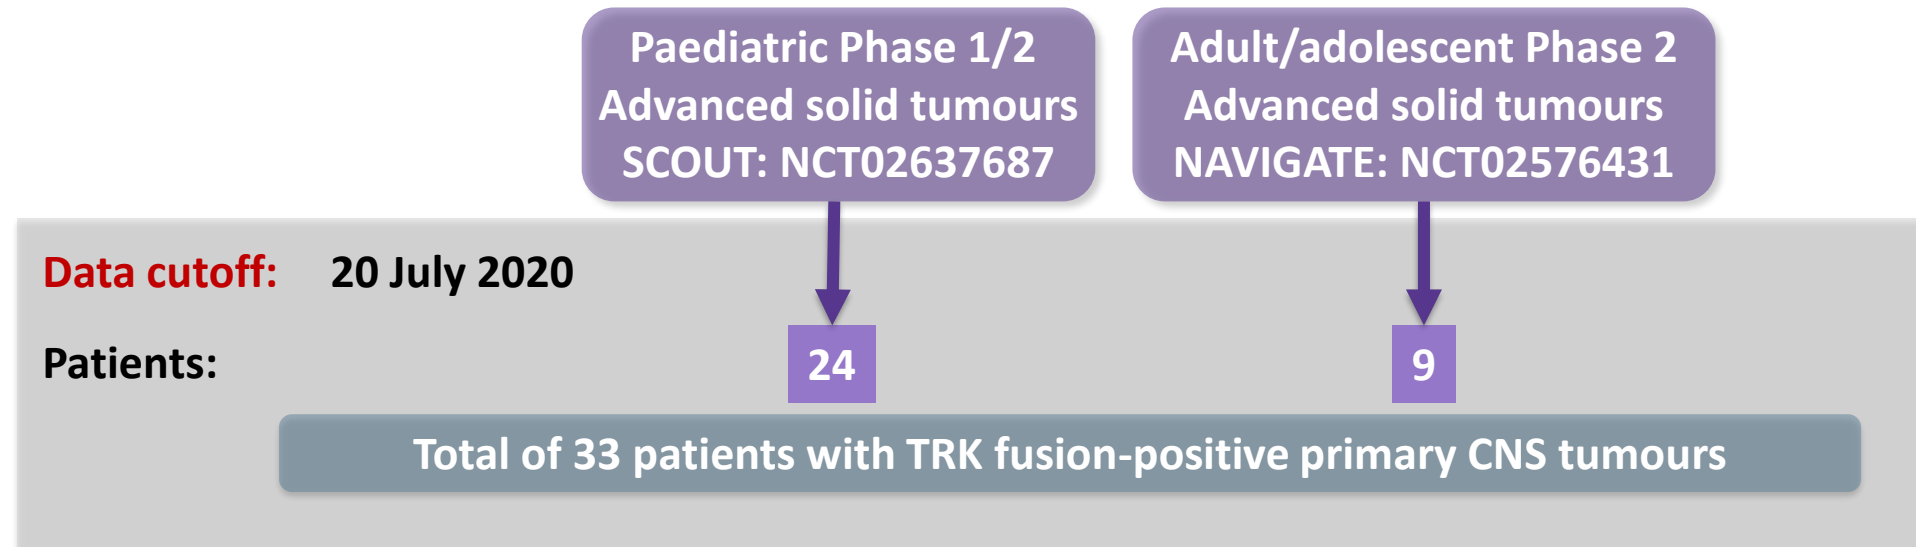 Paediatric Phase 1/2
Advanced solid tumours
SCOUT: NCT02637687
Adult/adolescent Phase 2
Advanced solid tumours
NAVIGATE: NCT02576431
Data cutoff: 20 July 2020
Patients: 24 9
Total of 33 patients with TRK fusion-positive primary CNS tumours